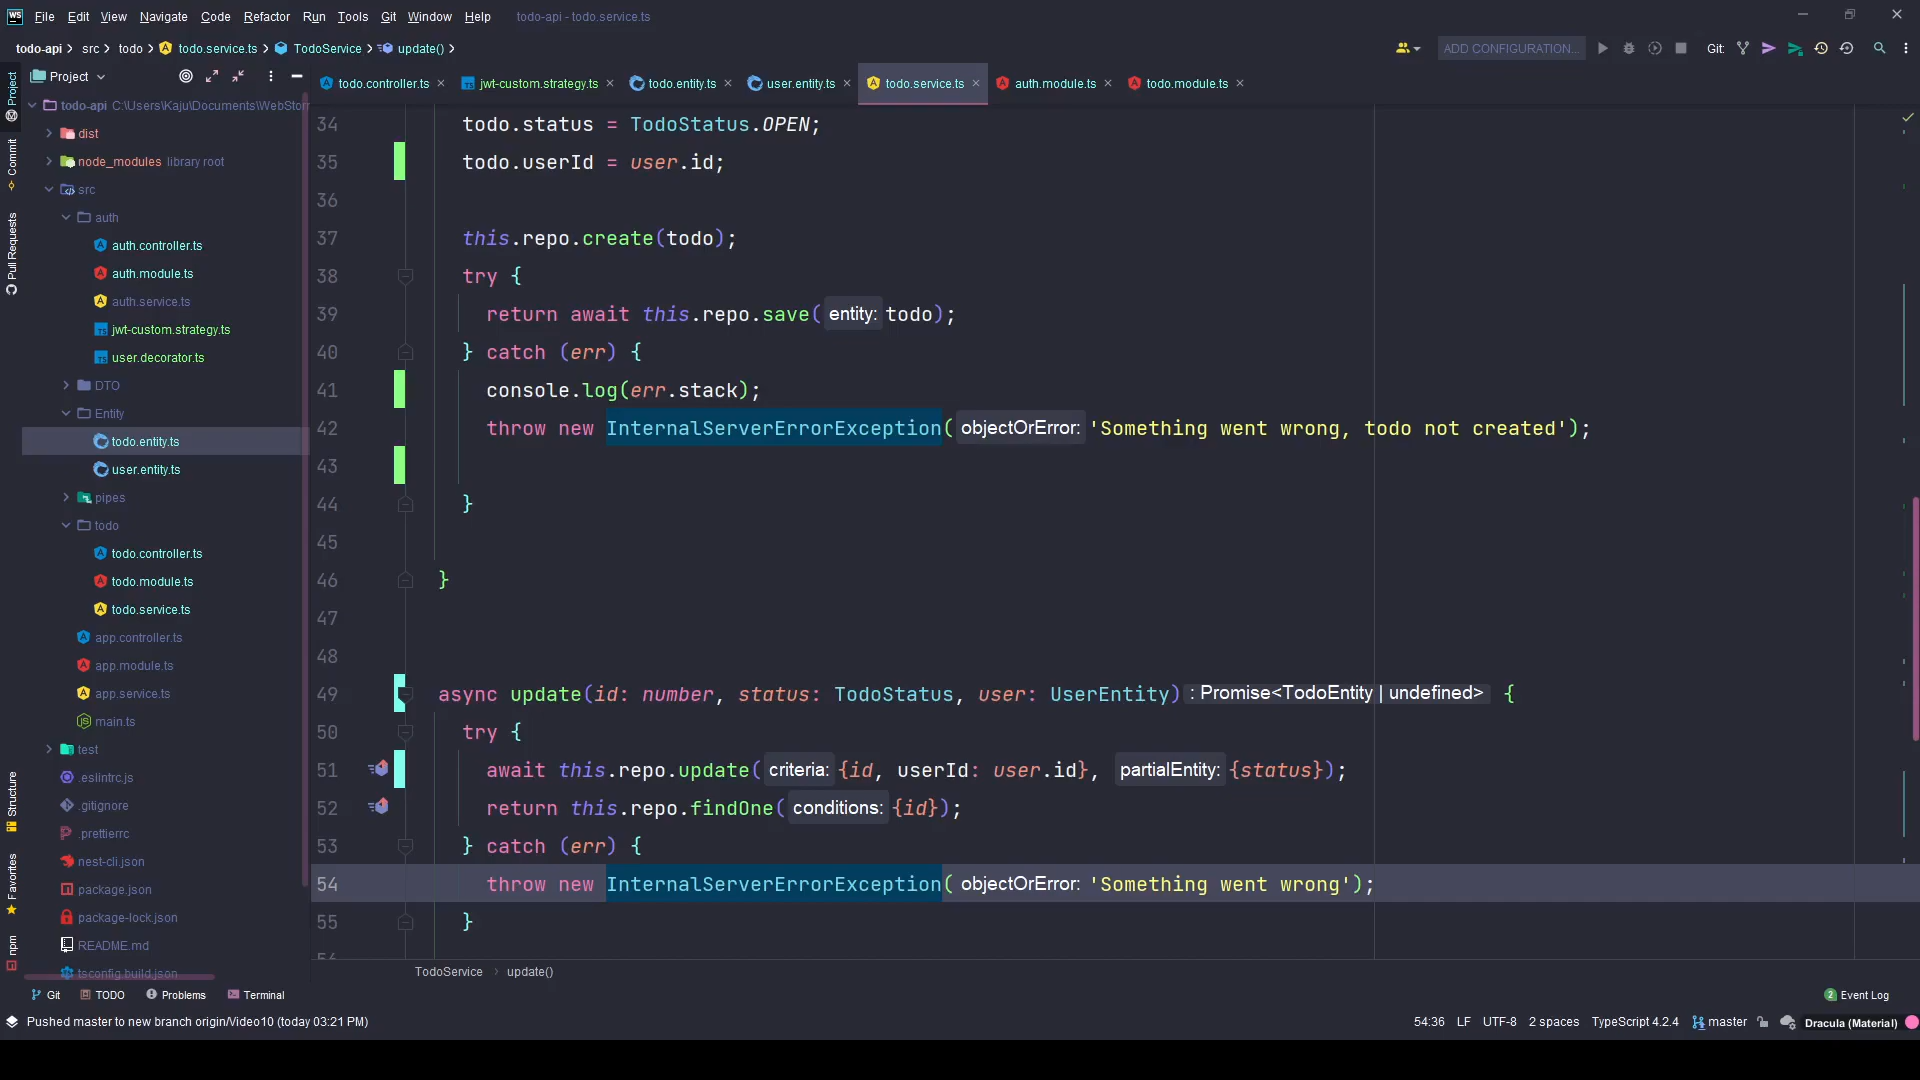 WS File Edit View Navigate Code Refactor Run Tools Git Window Help todo-api - todo.service.ts
todo-api src todo todo.service.ts TodoService update() ADD CONFIGURATION... Git:
Project
todo.controller.ts jwt-custom.strategy.ts todo.entity.ts user.entity.ts todo.service.ts auth.module.ts todo.module.ts
Project
Commit
Pull Requests
Structure
Favorites
npm
todo-api C:\Users\Kaju\Documents\WebStorr
dist
node_modules library root
src
auth
auth.controller.ts
auth.module.ts
auth.service.ts
jwt-custom.strategy.ts
user.decorator.ts
DTO
Entity
todo.entity.ts
user.entity.ts
pipes
todo
todo.controller.ts
todo.module.ts
todo.service.ts
app.controller.ts
app.module.ts
app.service.ts
main.ts
test
.eslintrc.js
.gitignore
.prettierrc
nest-cli.json
package.json
package-lock.json
README.md
tsconfig.build.json
34 todo.status = TodoStatus.OPEN;
35 todo.userId = user.id;
36
37 this.repo.create(todo);
38 try {
39 return await this.repo.save( entity: todo);
40 } catch (err) {
41 console.log(err.stack);
42 throw new InternalServerErrorException( objectOrError: 'Something went wrong, todo not created');
43
44 }
45
46 }
47
48
49 async update(id: number, status: TodoStatus, user: UserEntity) : Promise<TodoEntity | undefined> {
50 try {
51 await this.repo.update( criteria: {id, userId: user.id}, partialEntity: {status});
52 return this.repo.findOne( conditions: {id});
53 } catch (err) {
54 throw new InternalServerErrorException( objectOrError: 'Something went wrong');
55 }
56
TodoService update()
Git TODO Problems Terminal 2 Event Log
Pushed master to new branch origin/Video10 (today 03:21 PM) 54:36 LF UTF-8 2 spaces TypeScript 4.2.4 master Dracula (Material)